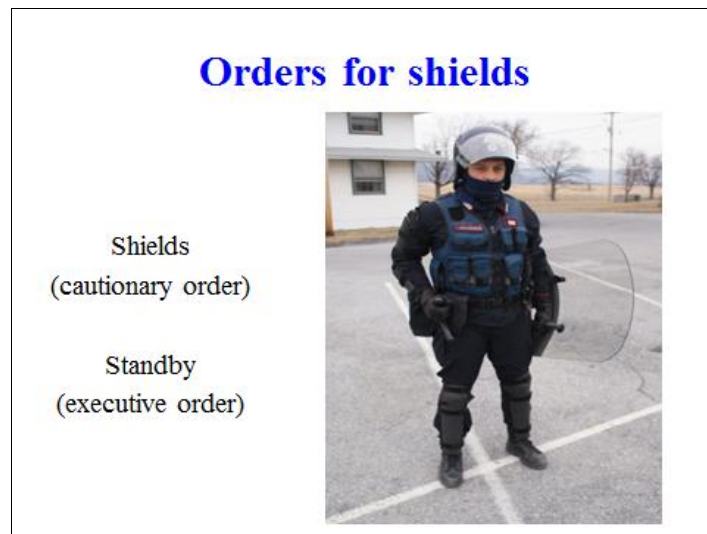 Orders for shields
Shields
(cautionary order)
Standby
(executive order)